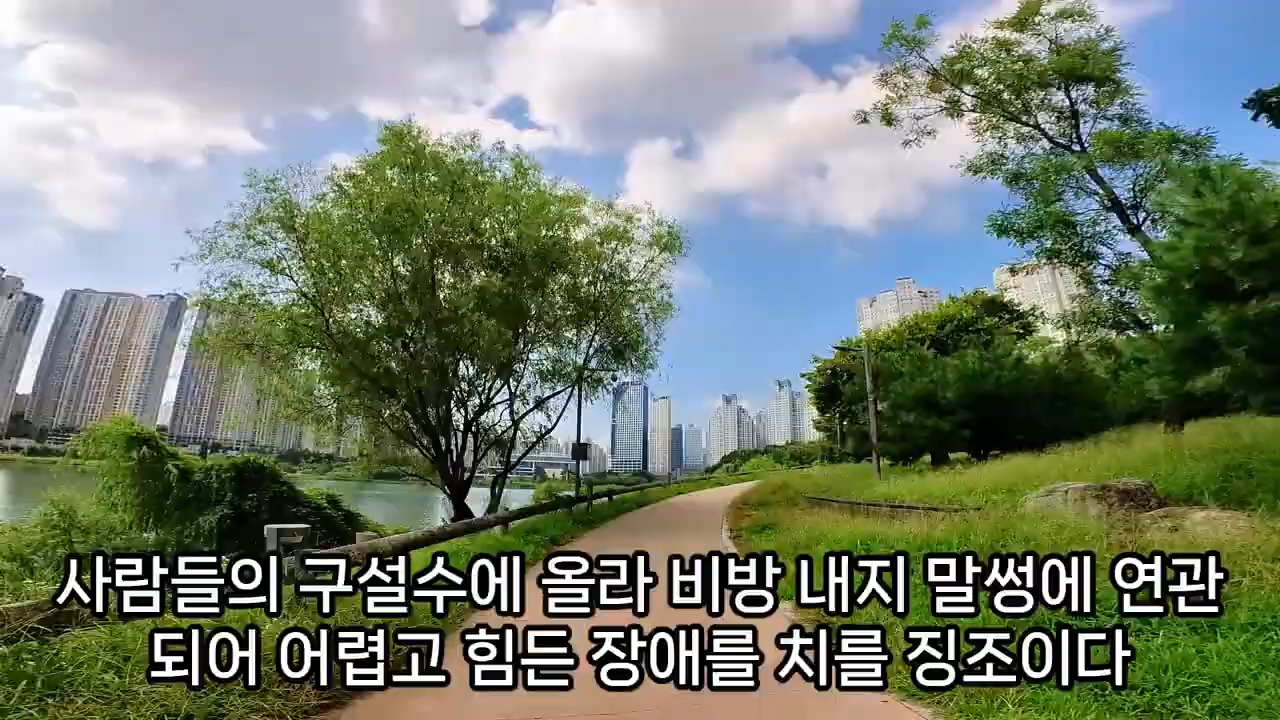 사람들의 구설수에 올라 비방 내지 말썽에 연관
되어 어렵고 힘든 장애를 치를 징조이다